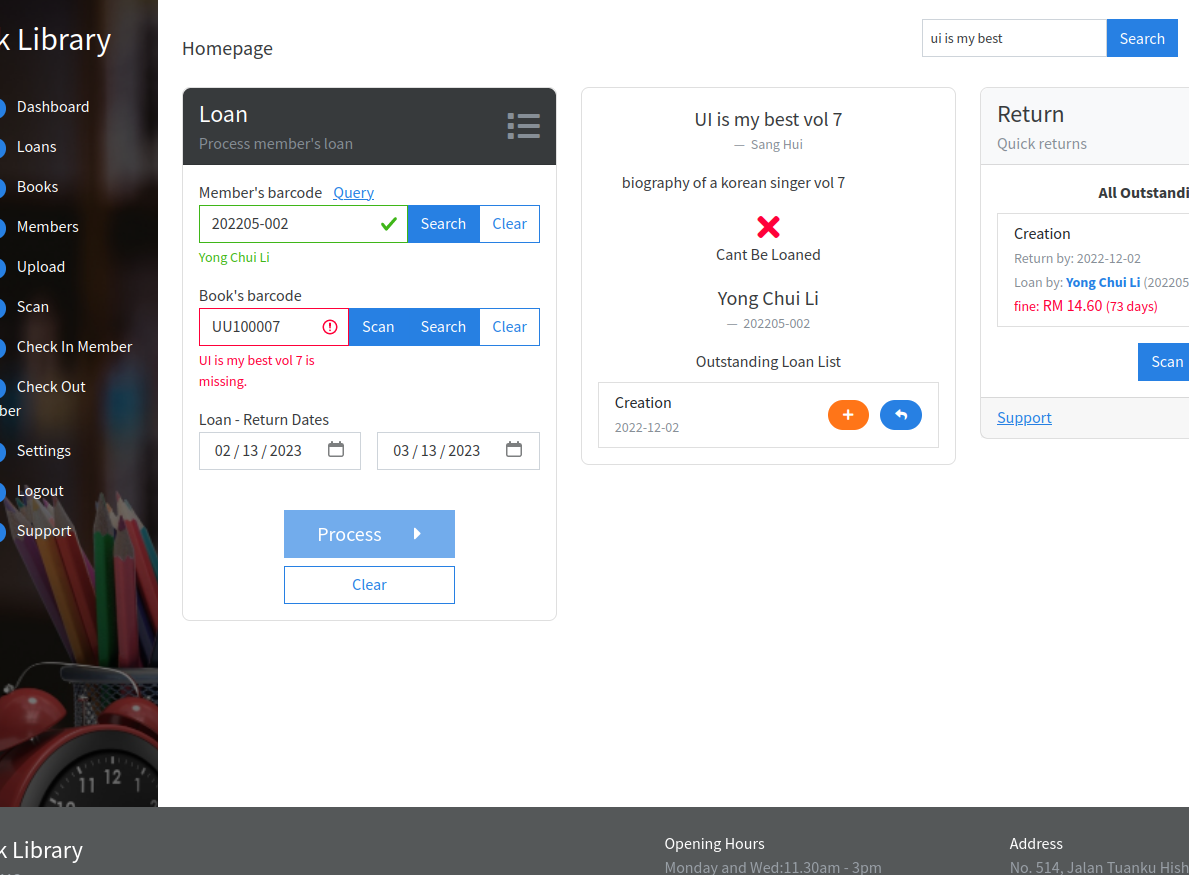 k Library
Dashboard
Loans
Books
Members
Upload
Scan
Check In Member
Check Out
ber
Settings
Logout
Support
Homepage
ui is my best
Search
Loan
Process member's loan
Member's barcode Query
202205-002
Search
Clear
Yong Chui Li
Book's barcode
UU100007
Scan
Search
Clear
UI is my best vol 7 is
missing.
Loan - Return Dates
02 / 13 / 2023
03 / 13 / 2023
Process
Clear
UI is my best vol 7
— Sang Hui
biography of a korean singer vol 7
Cant Be Loaned
Yong Chui Li
— 202205-002
Outstanding Loan List
Creation
2022-12-02
Return
Quick returns
All Outstandi
Creation
Return by: 2022-12-02
Loan by: Yong Chui Li (202205
fine: RM 14.60 (73 days)
Scan
Support
11 12 1
10
k Library
Opening Hours
Monday and Wed:11.30am - 3pm
Address
No. 514, Jalan Tuanku Hish